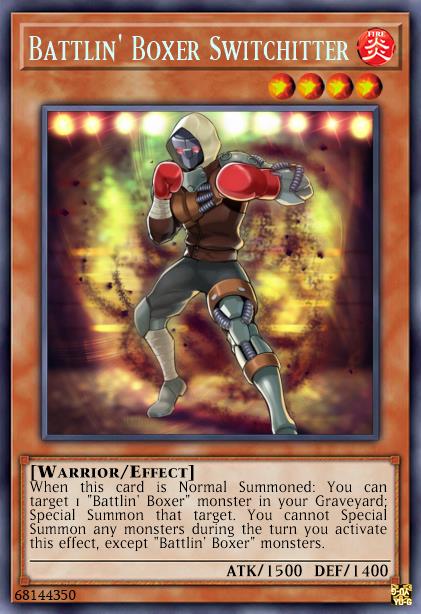 Battlin' Boxer Switchitter
FIRE
炎
[Warrior/Effect]
When this card is Normal Summoned: You can
target 1 "Battlin' Boxer" monster in your Graveyard;
Special Summon that target. You cannot Special
Summon any monsters during the turn you activate
this effect, except "Battlin' Boxer" monsters.
ATK/1500 DEF/1400
68144350